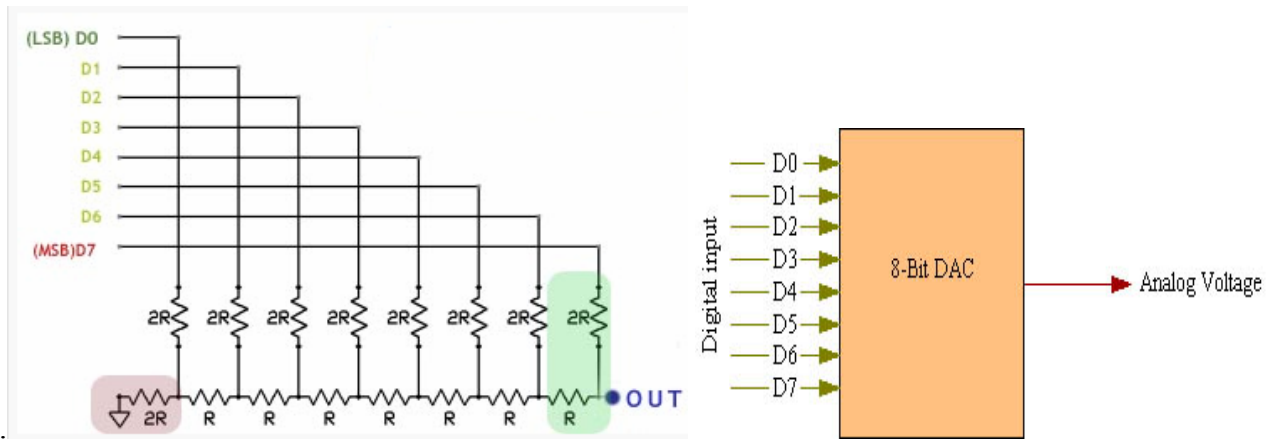 (LSB) D0
D1
D2
D3
D4
D5
D6
(MSB)D7
2R 2R 2R 2R 2R 2R 2R 2R
2R R R R R R R R
OUT
.
Digital input
D0
D1
D2
D3
D4
D5
D6
D7
8-Bit DAC
Analog Voltage